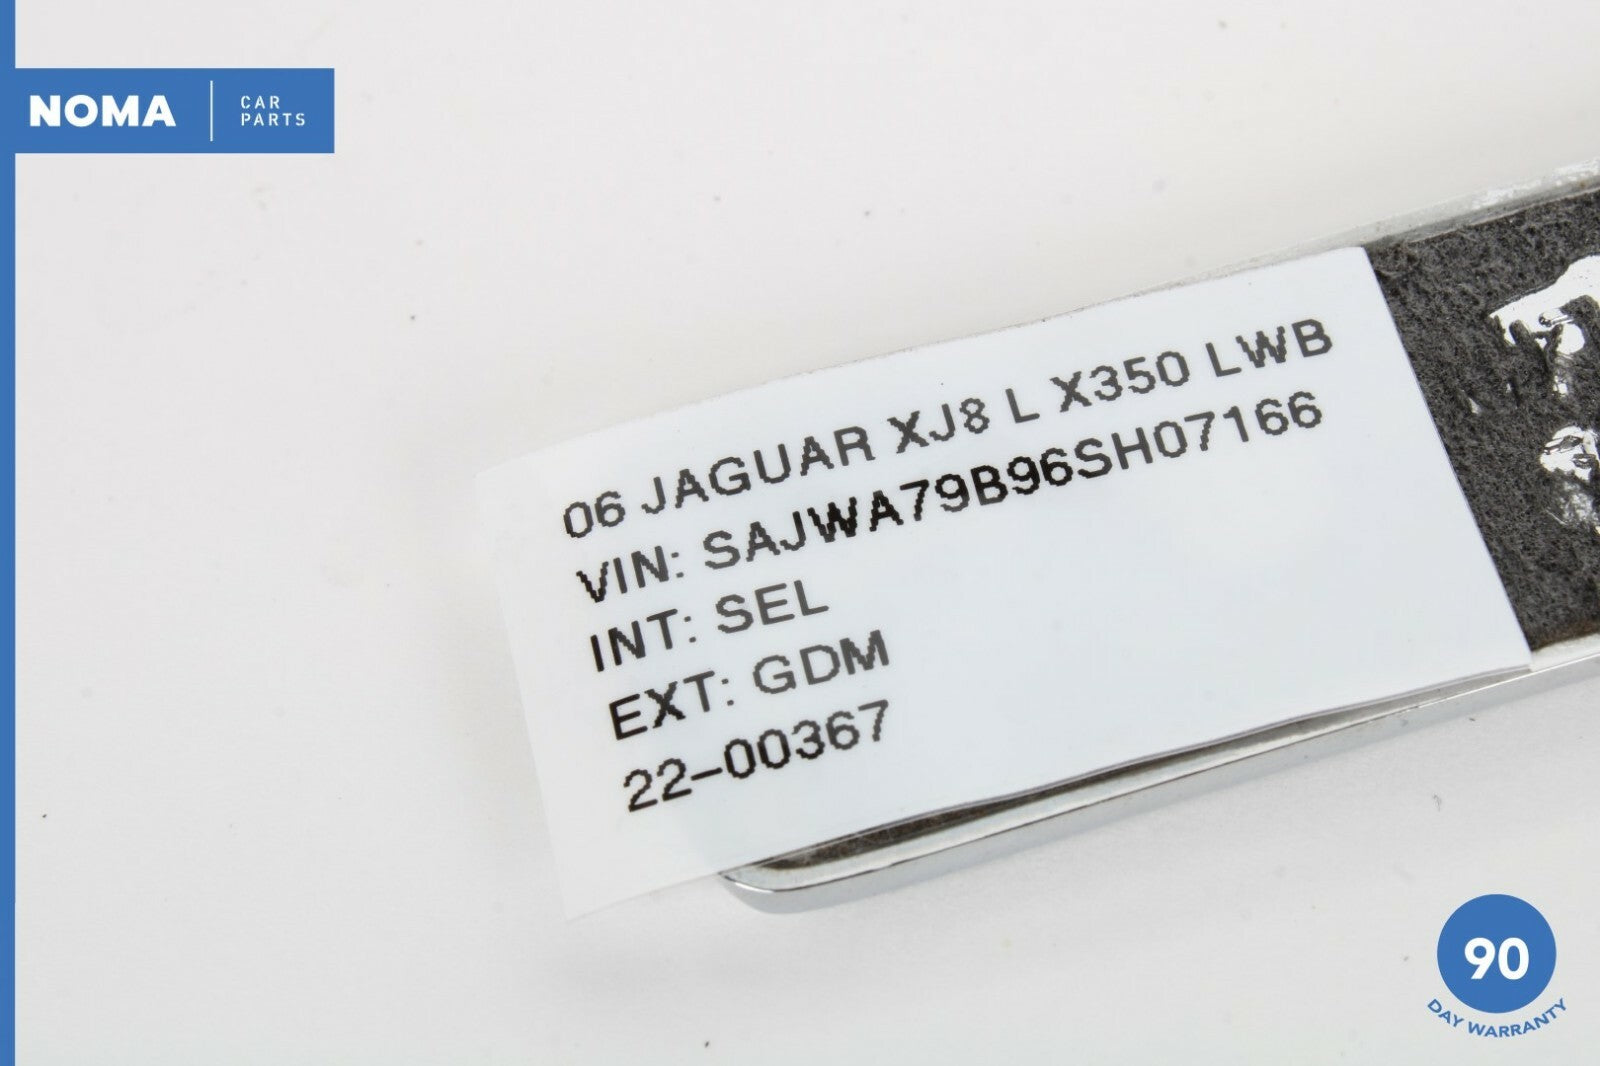 NOMA
CAR
PARTS
06 JAGUAR XJ8 L X350 LWB
VIN: SAJWA79B96SH07166
INT: SEL
EXT: GDM
22-00367
90
DAY WARRANTY